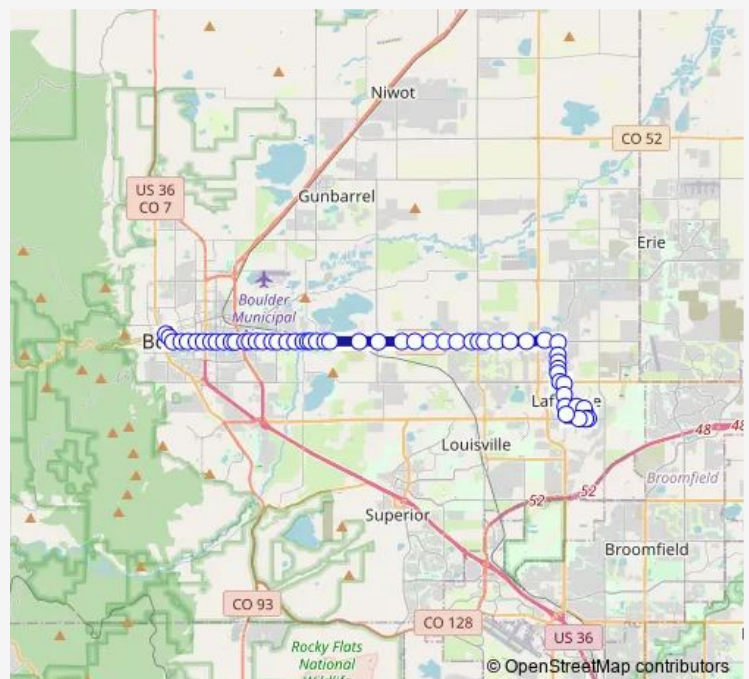 Niwot
CO 52
US 36
CO 7
Gunbarrel
Erie
Boulder
Municipal
Louisville
48
52
52
Broomfield
Superior
Broomfield
CO 93
CO 128
US 36
Rocky Flats
National
© OpenStreetMap contributors